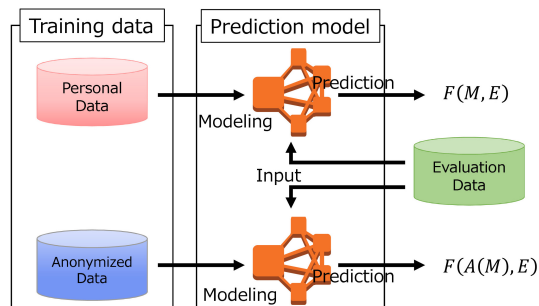 Training data
Prediction model
Personal
Data
Modeling
Prediction
F(M, E)
Input
Evaluation
Data
Anonymized
Data
Modeling
Prediction
F(A(M), E)